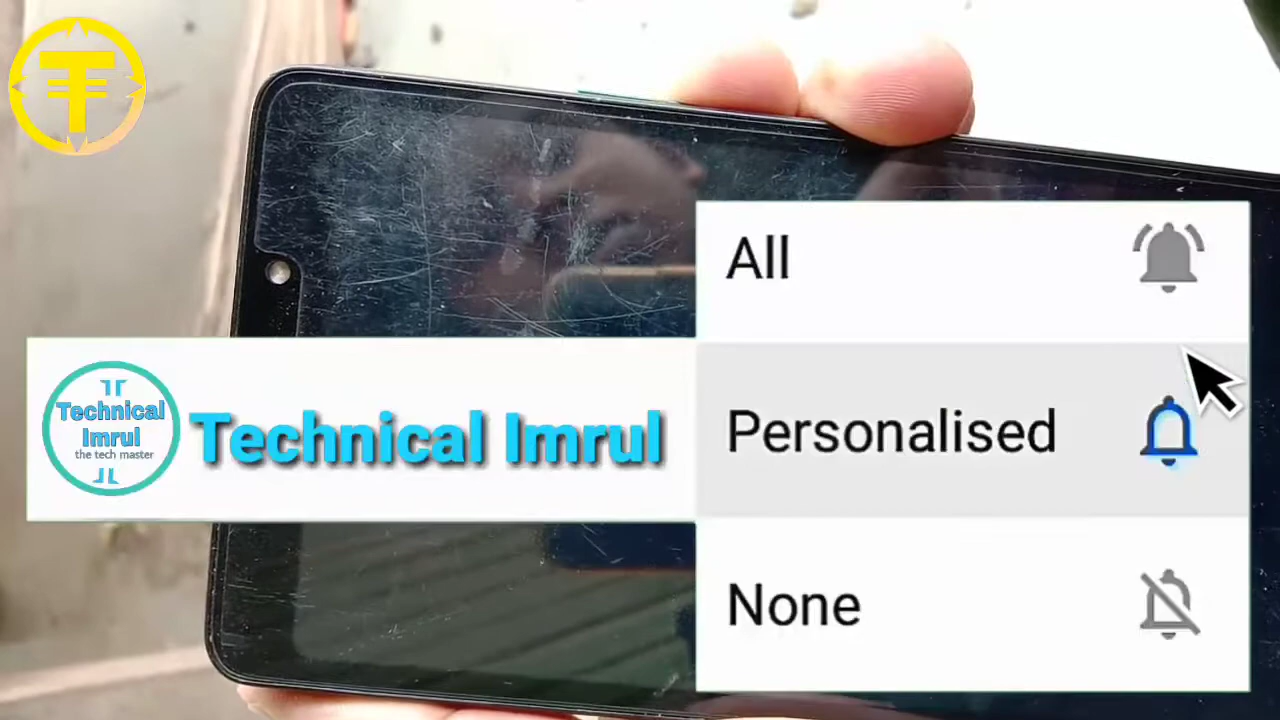 All
Technical
Imrul
the tech master
Technical Imrul
Personalised
None